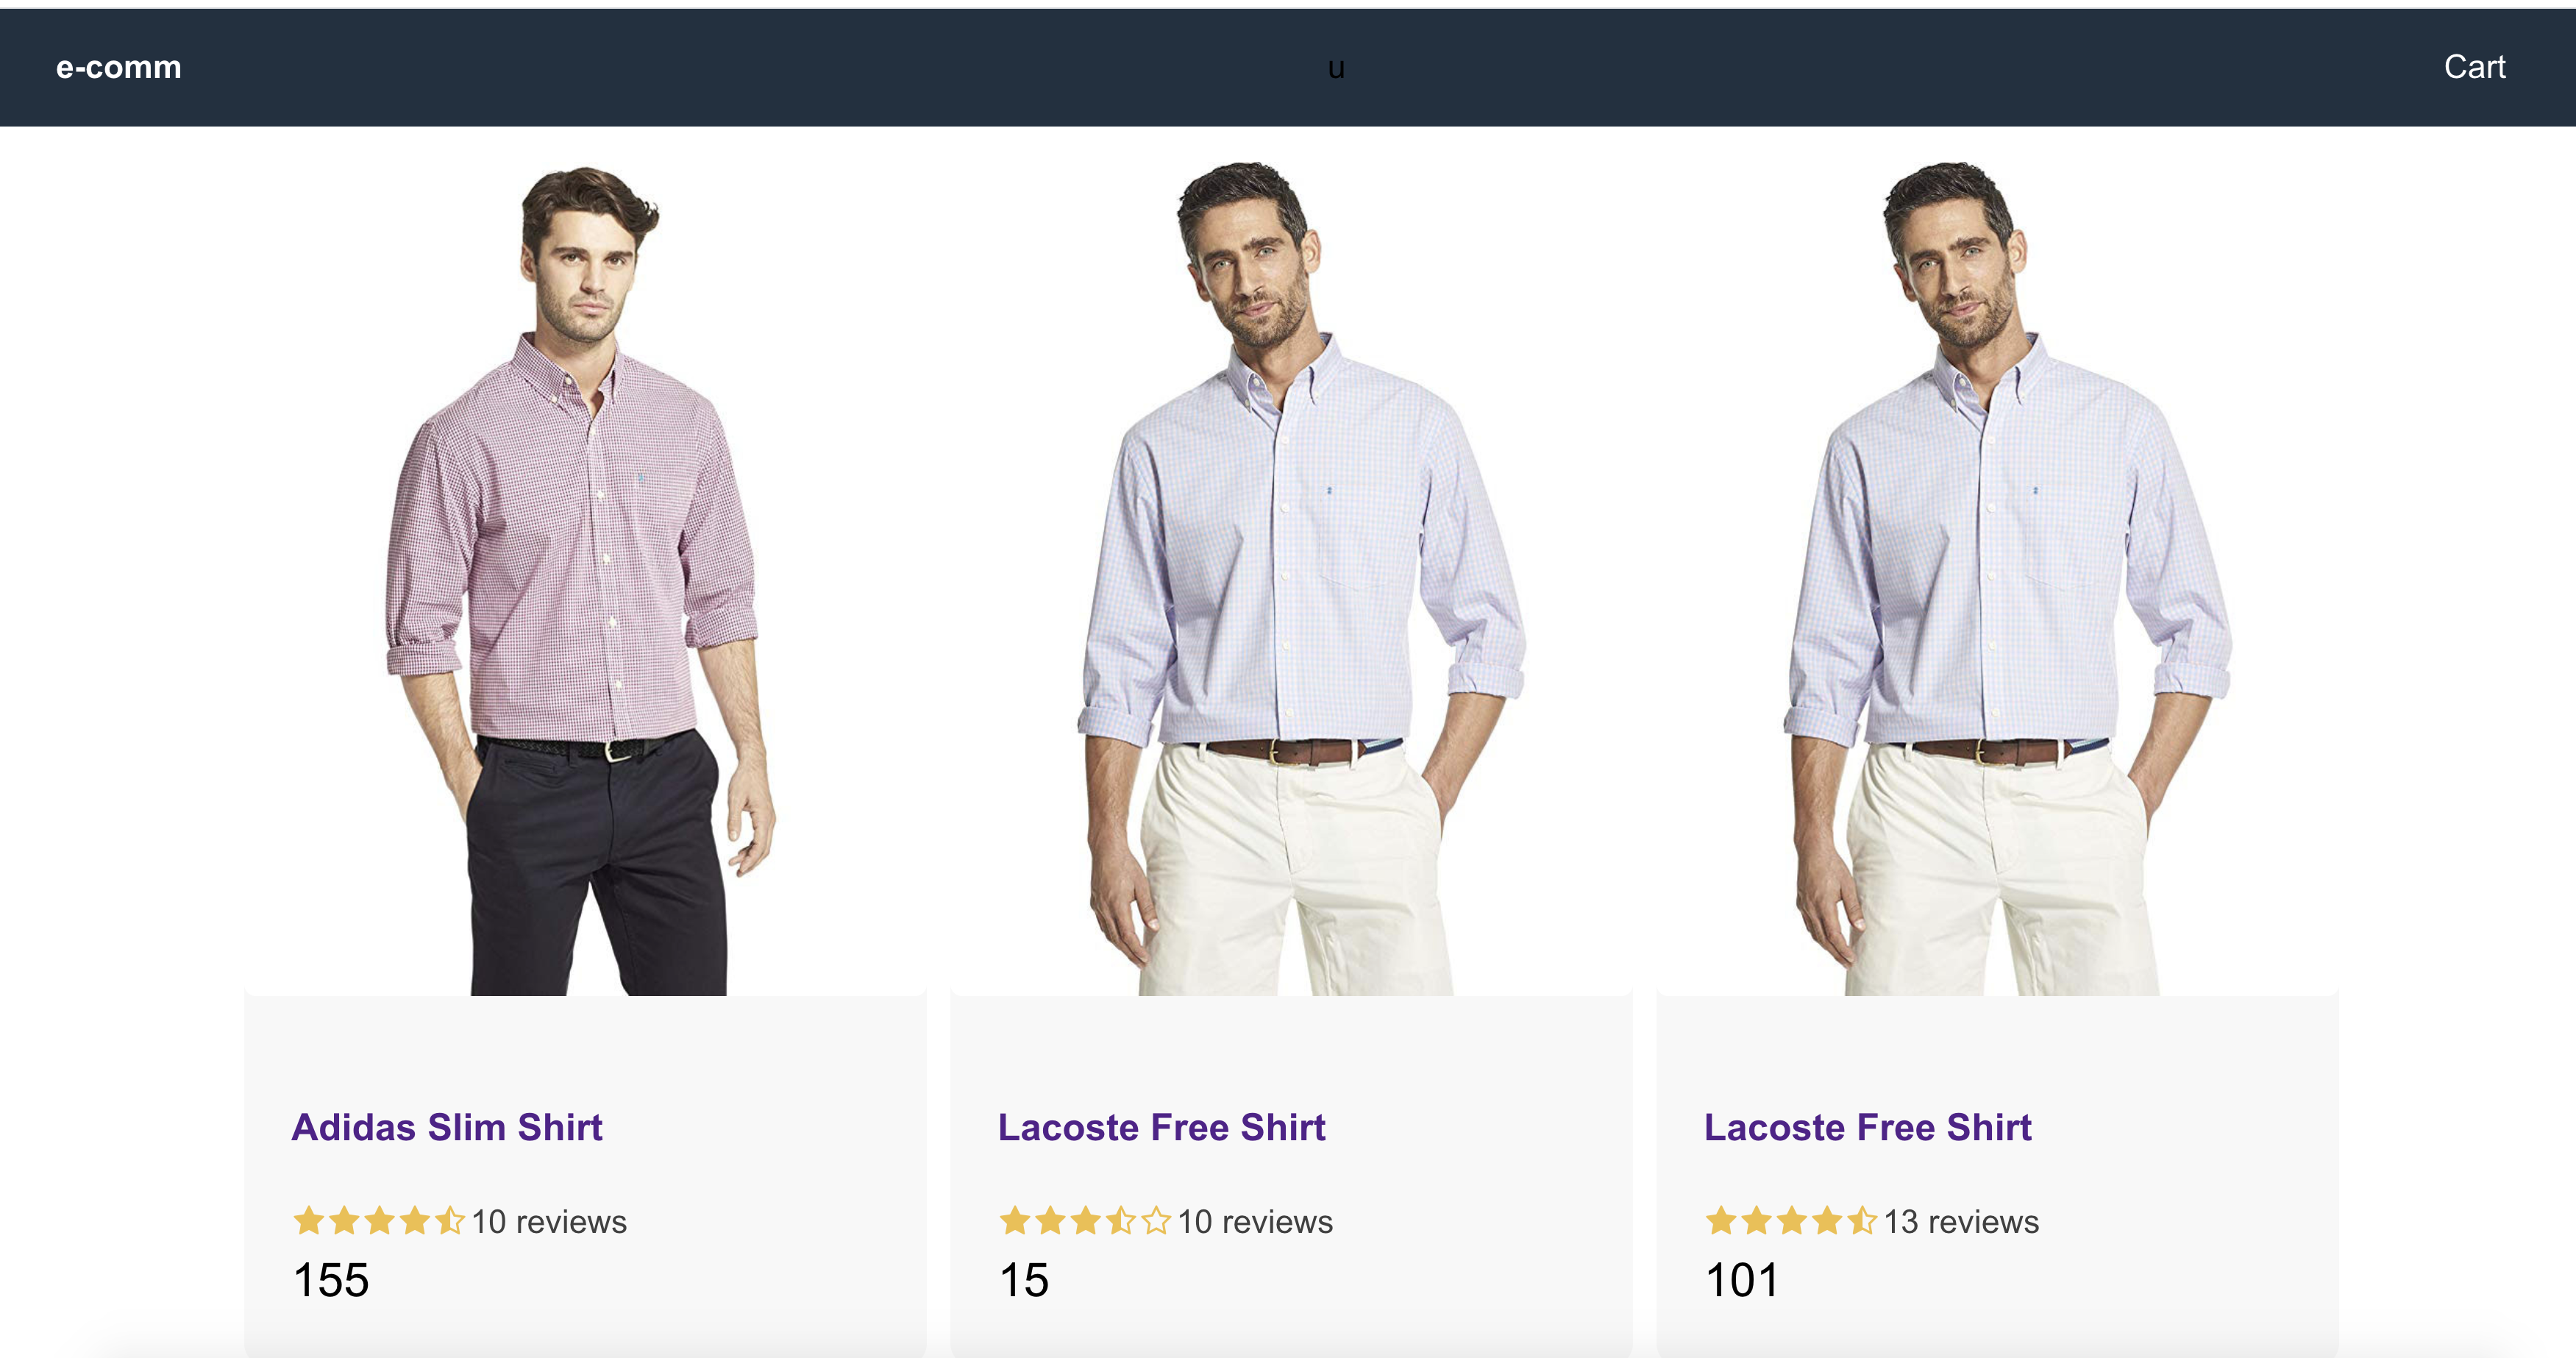 e-comm
u
Cart
Adidas Slim Shirt
10 reviews
155
Lacoste Free Shirt
10 reviews
15
Lacoste Free Shirt
13 reviews
101